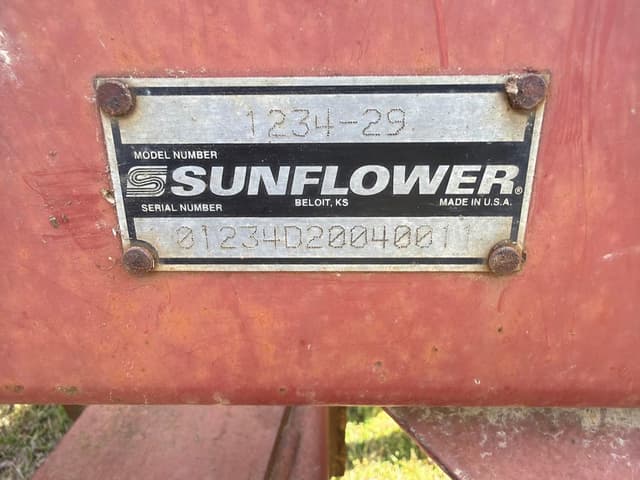 1234-29
MODEL NUMBER
SUNFLOWER®
SERIAL NUMBER BELOIT, KS MADE IN U.S.A.
01234D20040011